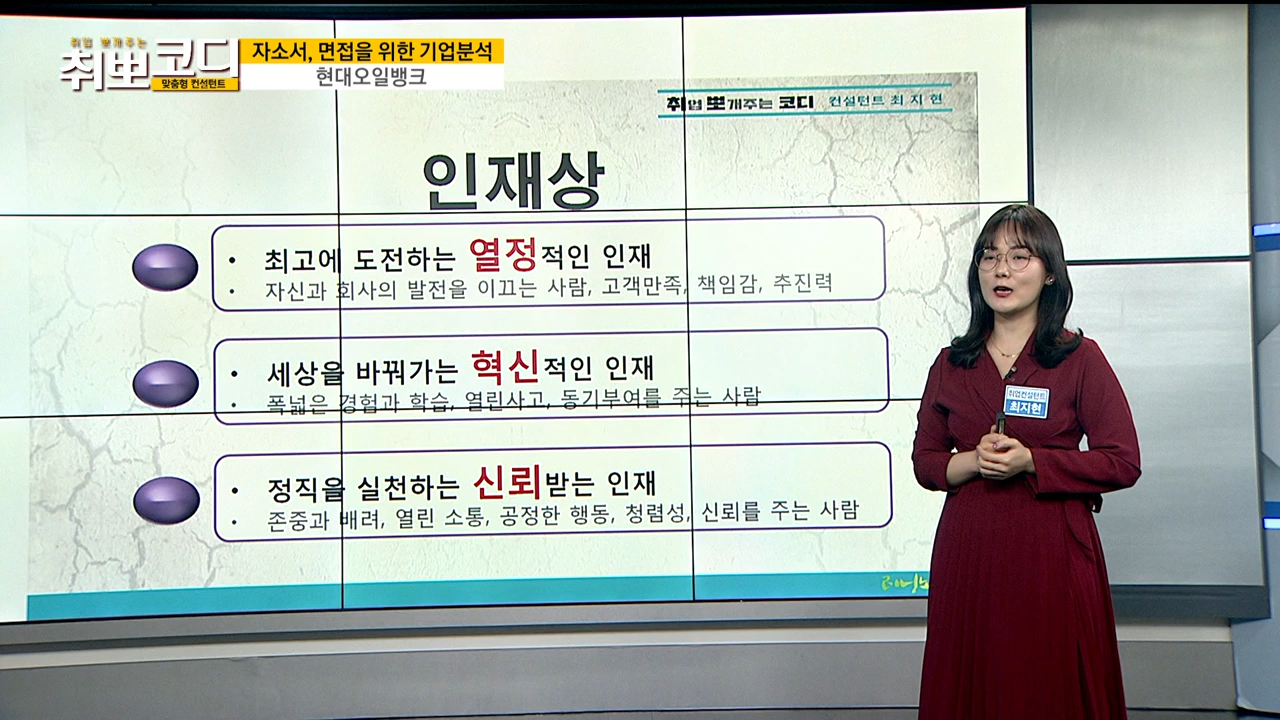 취업 뽀개주는
취뽀코디
맞춤형 컨설턴트
자소서, 면접을 위한 기업분석
현대오일뱅크
취업 뽀개주는 코디 컨설턴트 최지현
인재상
• 최고에 도전하는 열정적인 인재
• 자신과 회사의 발전을 이끄는 사람, 고객만족, 책임감, 추진력
• 세상을 바꿔가는 혁신적인 인재
• 폭넓은 경험과 학습, 열린사고, 동기부여를 주는 사람
• 정직을 실천하는 신뢰받는 인재
• 존중과 배려, 열린 소통, 공정한 행동, 청렴성, 신뢰를 주는 사람
취업컨설턴트
최지현